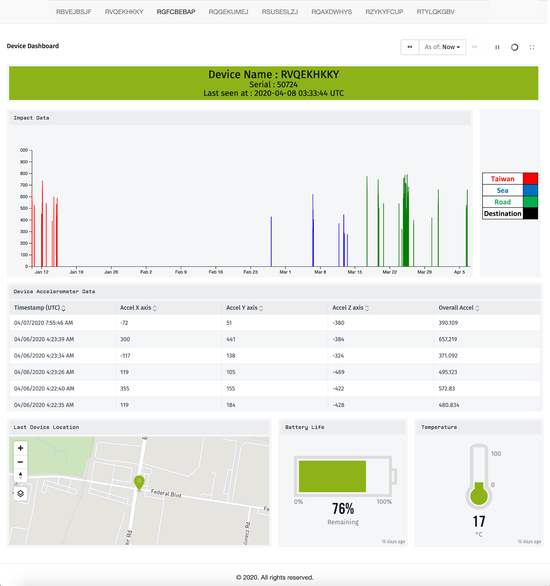 RBVEJBSJF RVQEKHKKY RGFCBEBAP RQGEKUMEJ RSUSESLZJ RQAXDWHYS RZYKYFCUP RTYLQKGBV
Device Dashboard
As of: Now
Device Name : RVQEKHKKY
Serial : 50724
Last seen at : 2020-04-08 03:33:44 UTC
Impact Data
000
900
800
700
600
500
400
300
200
100
0
Jan 12 Jan 19 Jan 26 Feb 2 Feb 9 Feb 16 Feb 23 Mar 1 Mar 8 Mar 15 Mar 22 Mar 29 Apr 5
Taiwan
Sea
Road
Destination
Device Accelerometer Data
Timestamp (UTC) Accel X axis Accel Y axis Accel Z axis Overall Accel
04/07/2020 7:55:46 AM -72 51 -380 390.109
04/06/2020 4:23:39 AM 300 441 -384 657.219
04/06/2020 4:23:34 AM -117 138 -324 371.092
04/06/2020 4:23:26 AM 119 105 -469 495.123
04/06/2020 4:22:40 AM 355 155 -422 572.83
04/06/2020 4:22:35 AM 119 184 -428 480.834
Last Device Location
Federal Blvd
Battery Life
0% 100%
76%
Remaining
15 days ago
Temperature
100
0
17
°C
15 days ago
© 2020. All rights reserved.